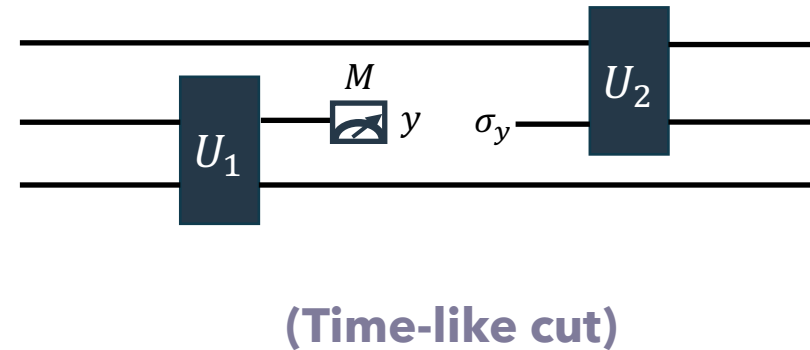 U₂
M
y
σ_y
U₁
(Time-like cut)